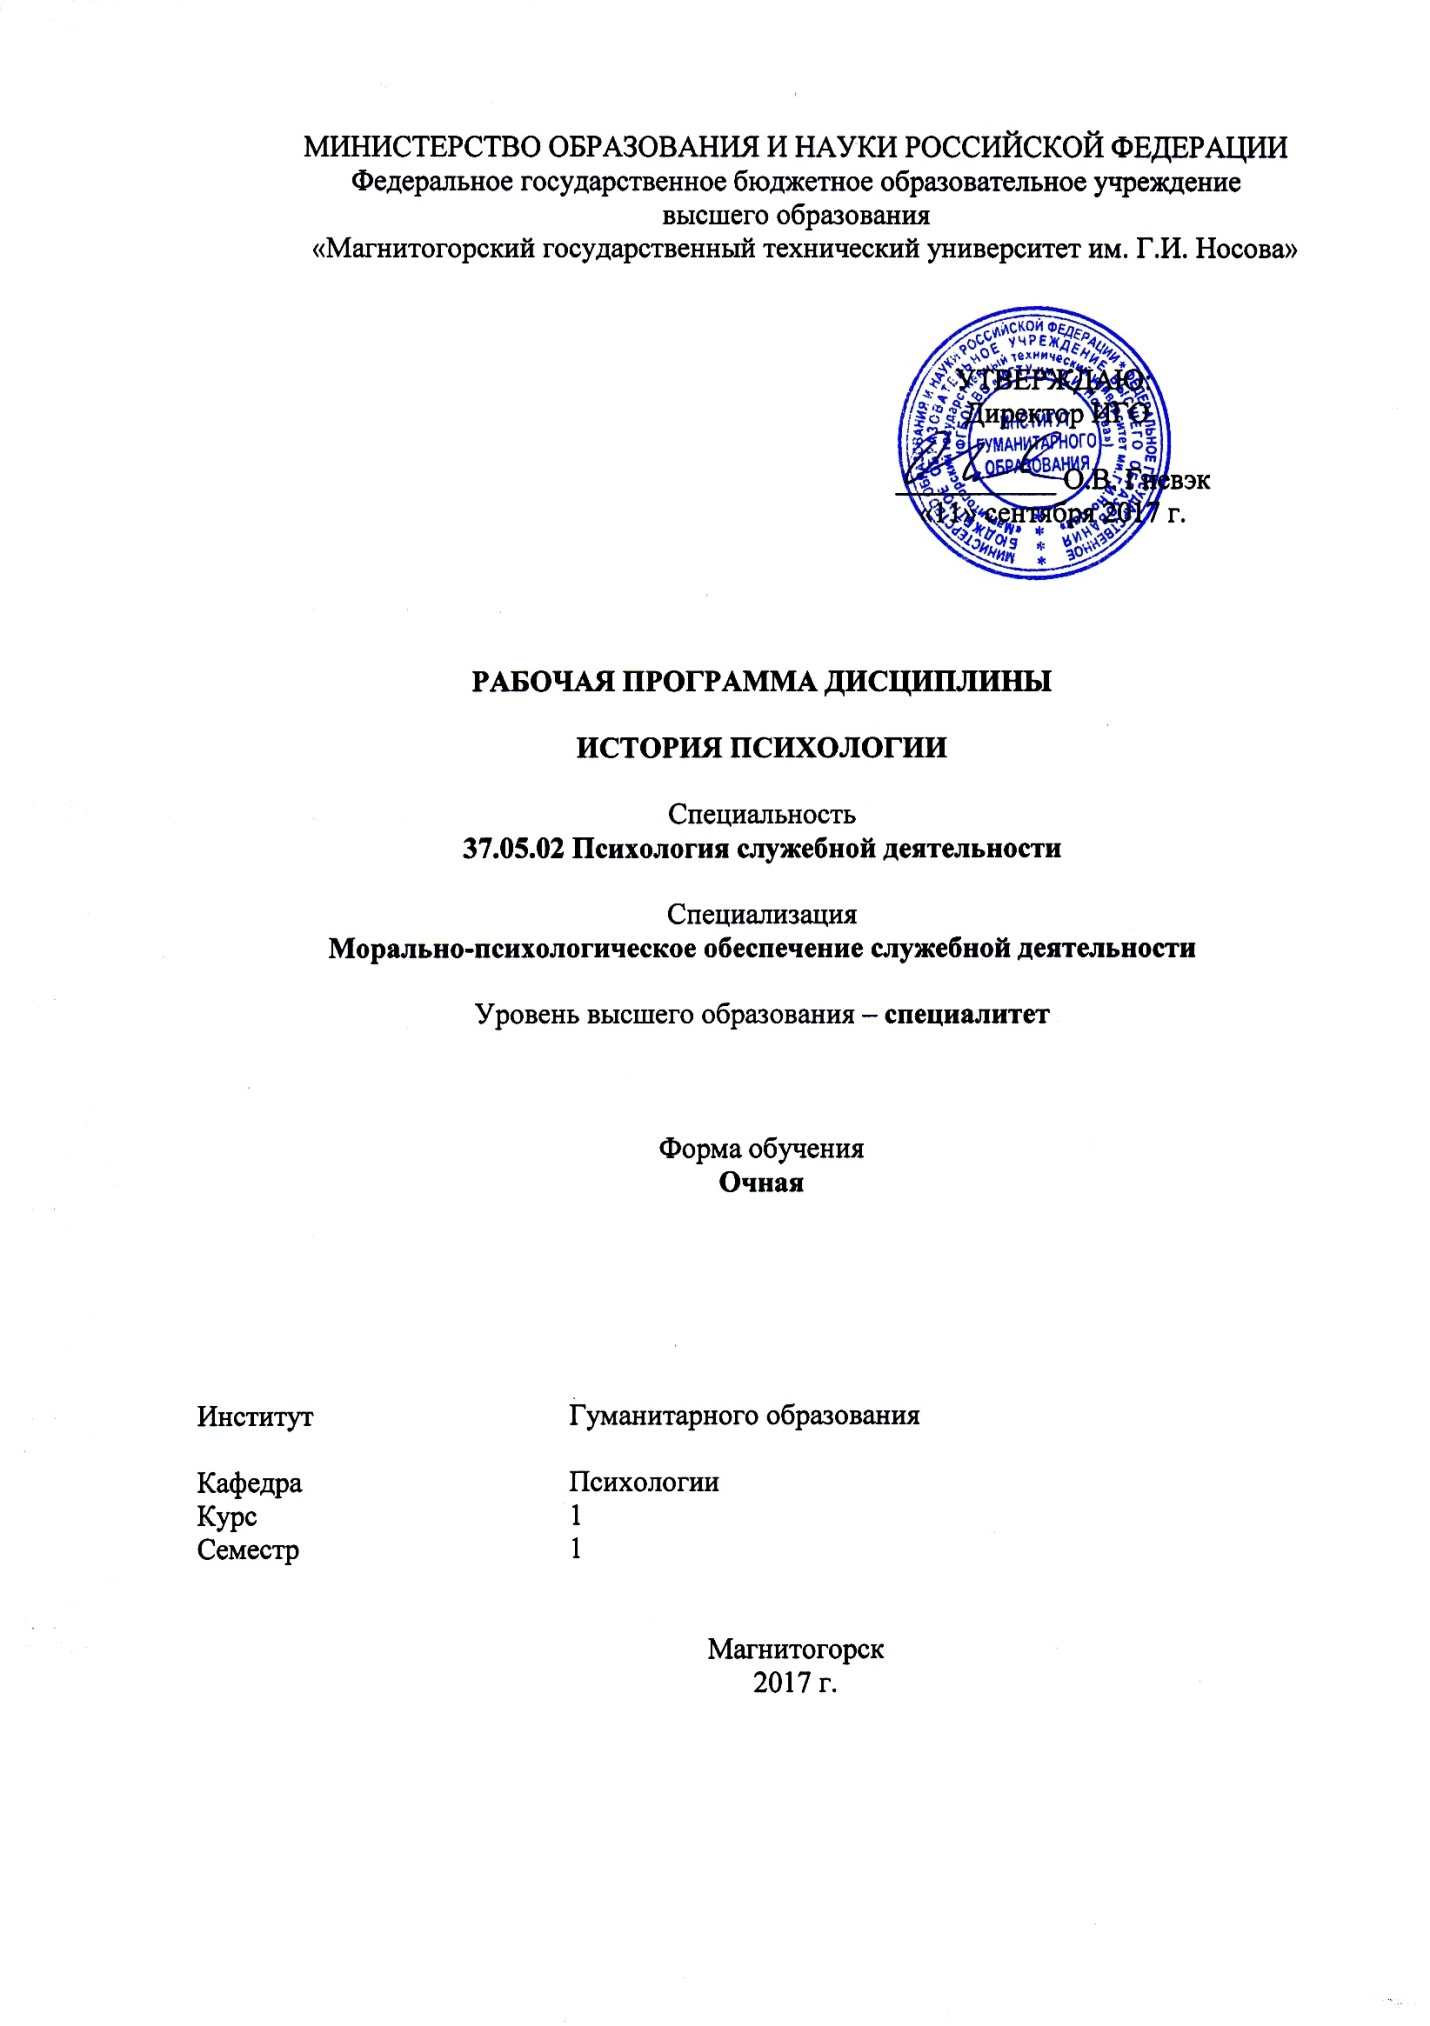 МИНИСТЕРСТВО ОБРАЗОВАНИЯ И НАУКИ РОССИЙСКОЙ ФЕДЕРАЦИИ
Федеральное государственное бюджетное образовательное учреждение
высшего образования
«Магнитогорский государственный технический университет им. Г.И. Носова»
УТВЕРЖДАЮ:
Директор ИГО
О.В. Гневэк
«11» сентября 2017 г.
ИНСТИТУТ
ГУМАНИТАРНОГО
ОБРАЗОВАНИЯ
РАБОЧАЯ ПРОГРАММА ДИСЦИПЛИНЫ
ИСТОРИЯ ПСИХОЛОГИИ
Специальность
37.05.02 Психология служебной деятельности
Специализация
Морально-психологическое обеспечение служебной деятельности
Уровень высшего образования – специалитет
Форма обучения
Очная
Институт Гуманитарного образования
Кафедра Психологии
Курс 1
Семестр 1
Магнитогорск
2017 г.